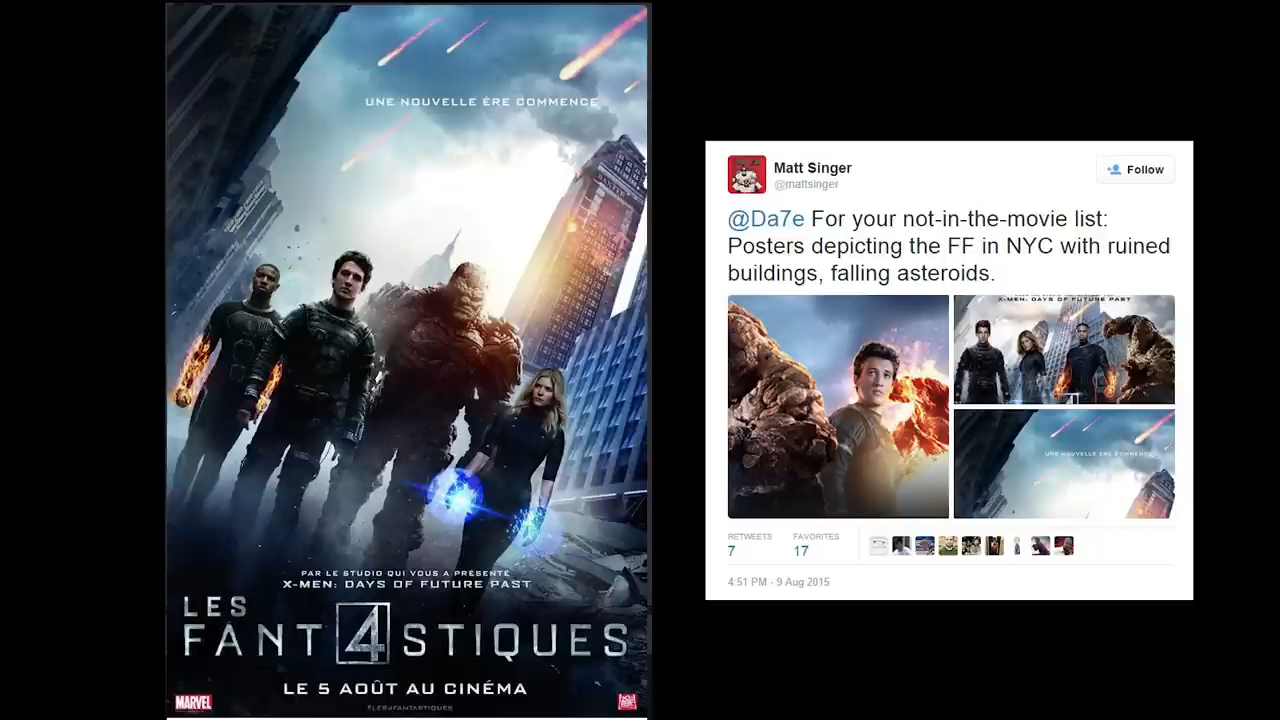 UNE NOUVELLE ÈRE COMMENCE
BAXTER
PAR LE STUDIO QUI VOUS A PRÉSENTÉ
X-MEN: DAYS OF FUTURE PAST
LES
FANT4STIQUES
LE 5 AOÛT AU CINÉMA
#LES4FANTASTIQUES
MARVEL
Matt Singer
@mattsinger
Follow
@Da7e For your not-in-the-movie list:
Posters depicting the FF in NYC with ruined
buildings, falling asteroids.
X-MEN: DAYS OF FUTURE PAST
UNE NOUVELLE ÈRE COMMENCE
RETWEETS
7
FAVORITES
17
4:51 PM - 9 Aug 2015